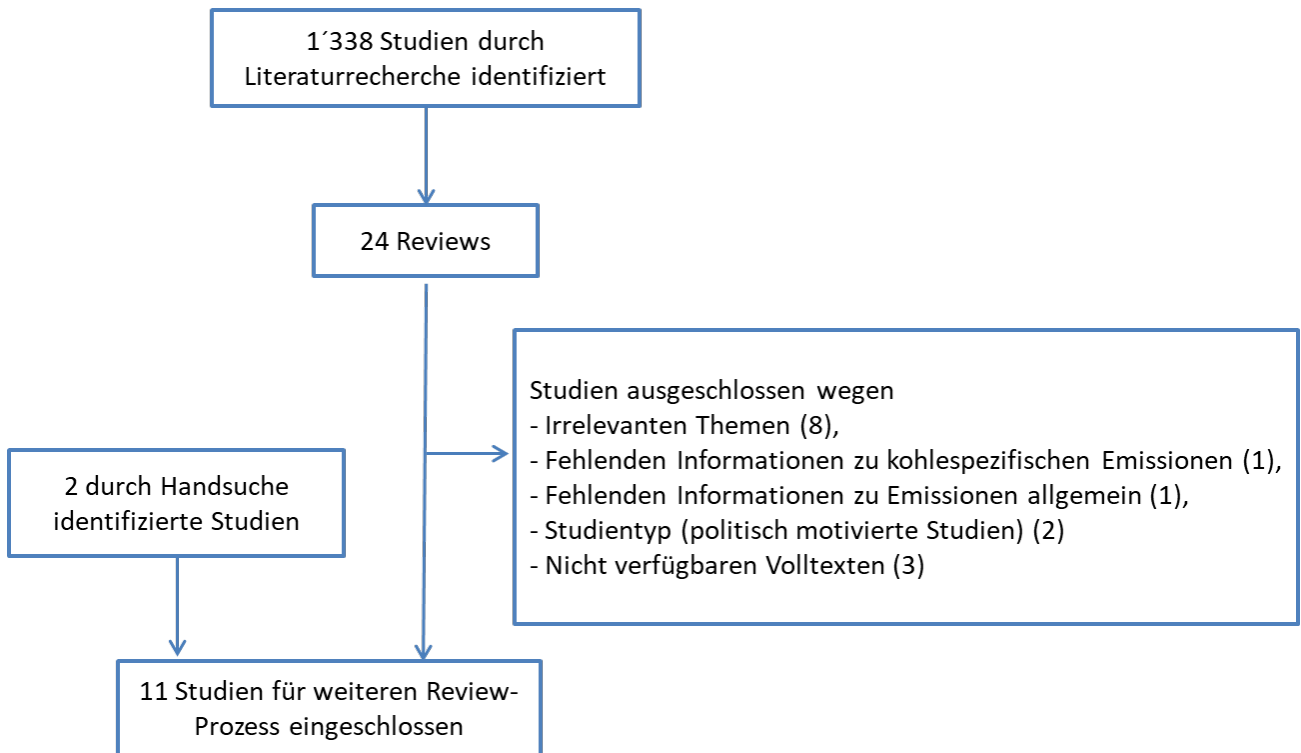 1´338 Studien durch
Literaturrecherche identifiziert
24 Reviews
Studien ausgeschlossen wegen
- Irrelevanten Themen (8),
- Fehlenden Informationen zu kohlespezifischen Emissionen (1),
- Fehlenden Informationen zu Emissionen allgemein (1),
- Studientyp (politisch motivierte Studien) (2)
- Nicht verfügbaren Volltexten (3)
2 durch Handsuche
identifizierte Studien
11 Studien für weiteren Review-
Prozess eingeschlossen